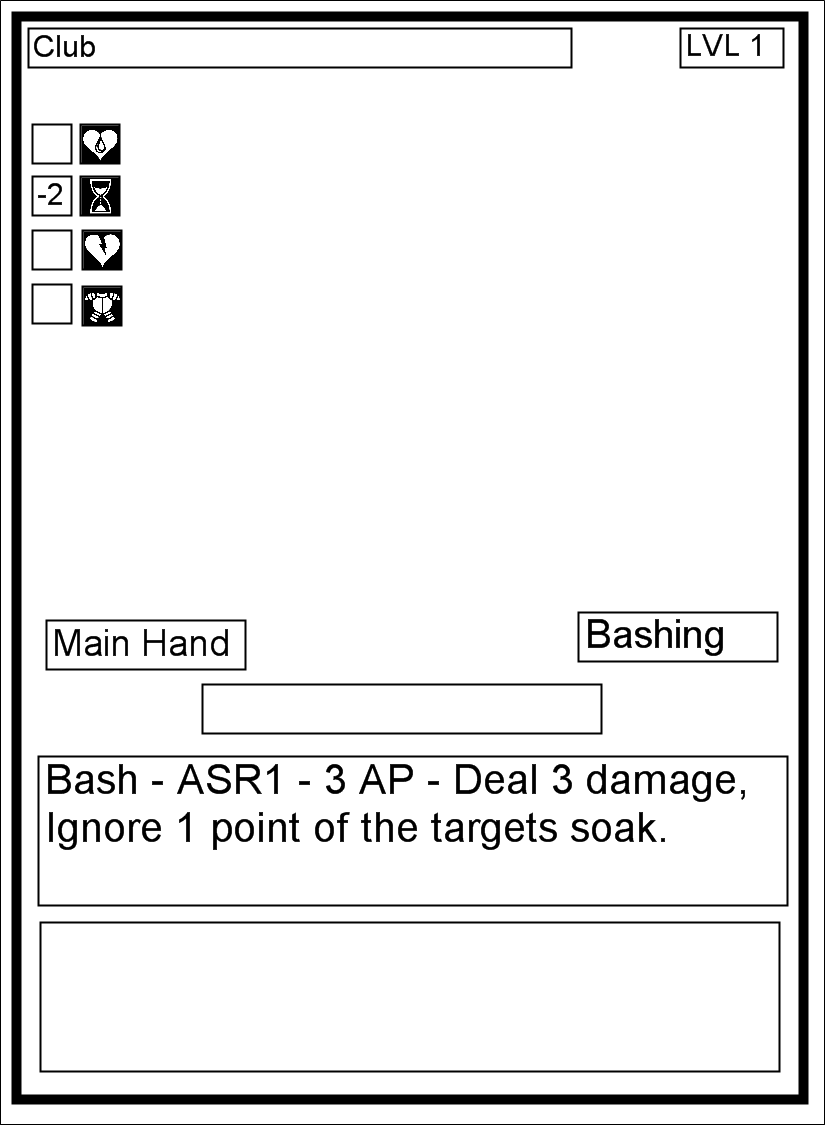 Club
LVL 1
-2
Main Hand
Bashing
Bash - ASR1 - 3 AP - Deal 3 damage,
Ignore 1 point of the targets soak.